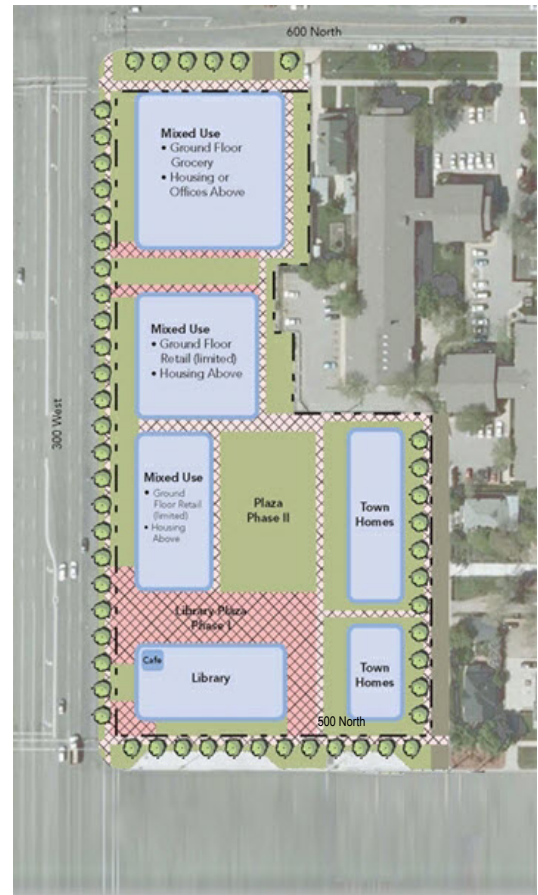 600 North
Mixed Use
• Ground Floor
Grocery
• Housing or
Offices Above
Mixed Use
• Ground Floor
Retail (limited)
• Housing Above
300 West
Mixed Use
• Ground
Floor Retail
(limited)
• Housing
Above
Plaza
Phase II
Town
Homes
Library Plaza
Phase I
Cafe
Library
Town
Homes
500 North